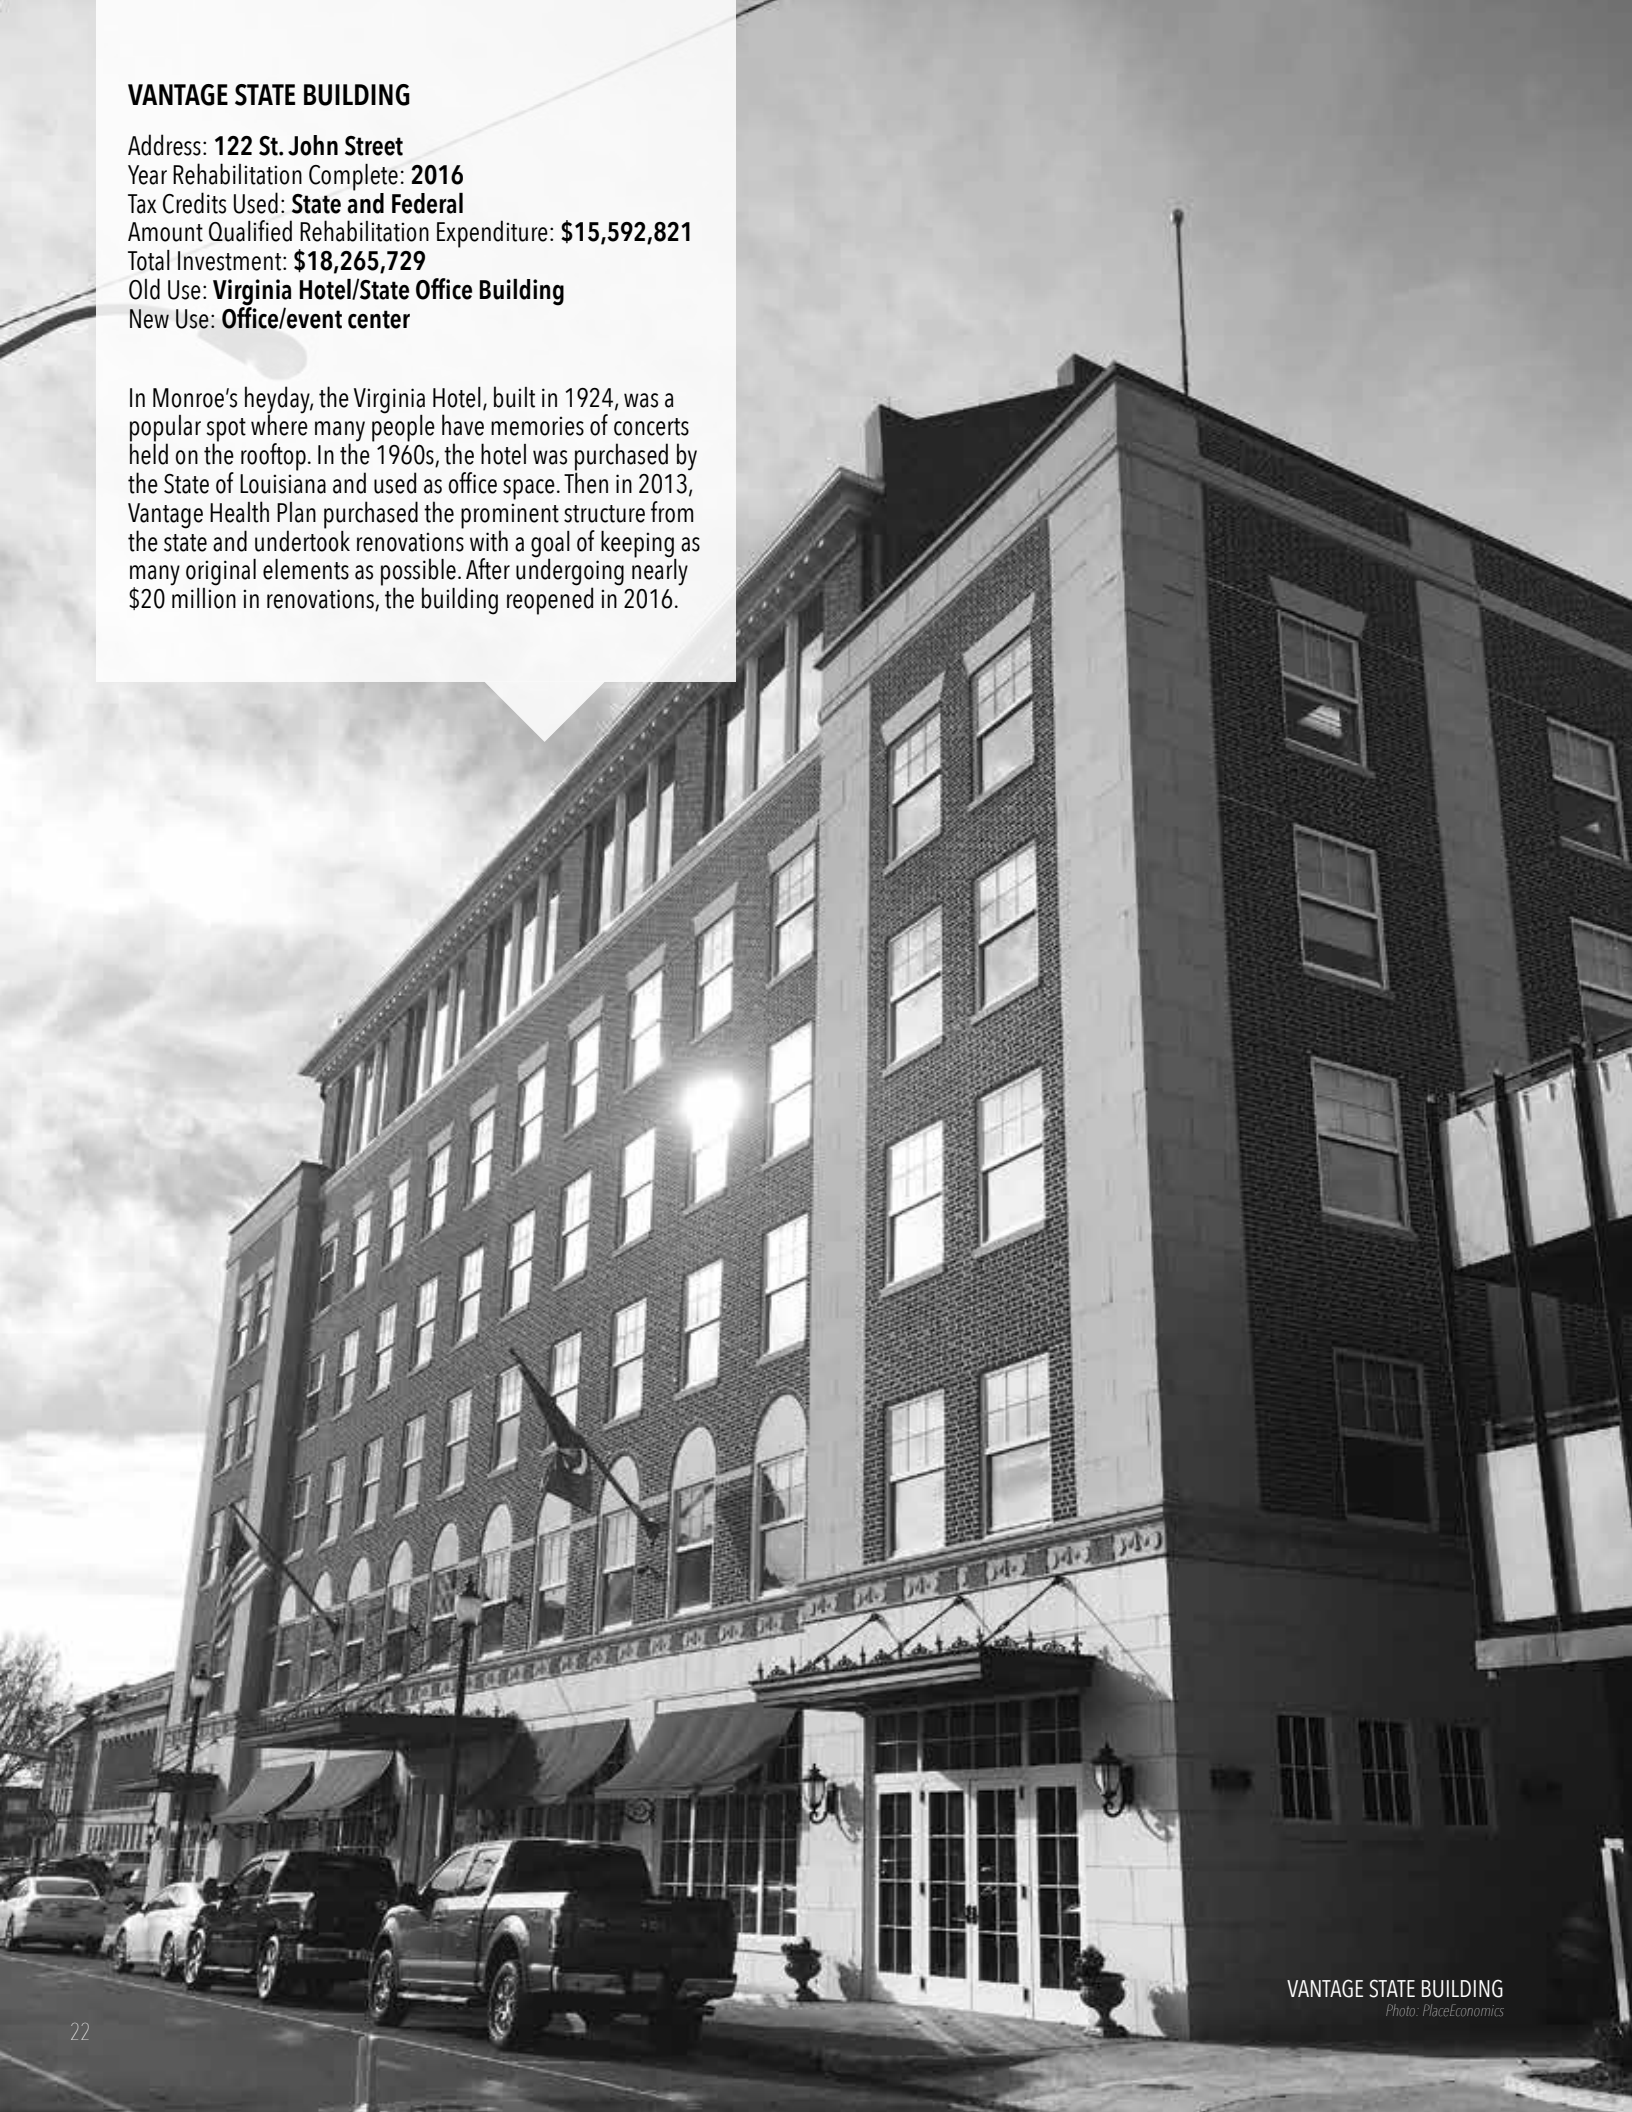 VANTAGE STATE BUILDING
Address: 122 St. John Street
Year Rehabilitation Complete: 2016
Tax Credits Used: State and Federal
Amount Qualified Rehabilitation Expenditure: $15,592,821
Total Investment: $18,265,729
Old Use: Virginia Hotel/State Office Building
New Use: Office/event center
In Monroe’s heyday, the Virginia Hotel, built in 1924, was a
popular spot where many people have memories of concerts
held on the rooftop. In the 1960s, the hotel was purchased by
the State of Louisiana and used as office space. Then in 2013,
Vantage Health Plan purchased the prominent structure from
the state and undertook renovations with a goal of keeping as
many original elements as possible. After undergoing nearly
$20 million in renovations, the building reopened in 2016.
VANTAGE STATE BUILDING
Photo: PlaceEconomics
22